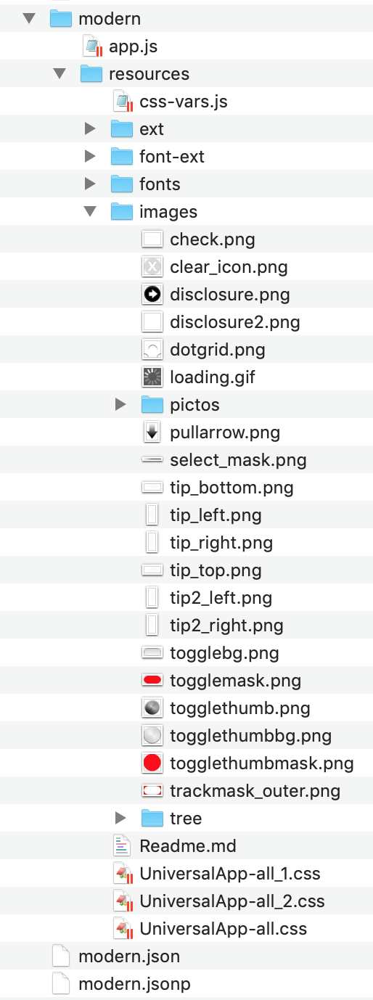 modern
app.js
resources
css-vars.js
ext
font-ext
fonts
images
check.png
clear_icon.png
disclosure.png
disclosure2.png
dotgrid.png
loading.gif
pictos
pullarrow.png
select_mask.png
tip_bottom.png
tip_left.png
tip_right.png
tip_top.png
tip2_left.png
tip2_right.png
togglebg.png
togglemask.png
togglethumb.png
togglethumbbg.png
togglethumbmask.png
trackmask_outer.png
tree
Readme.md
UniversalApp-all_1.css
UniversalApp-all_2.css
UniversalApp-all.css
modern.json
modern.jsonp